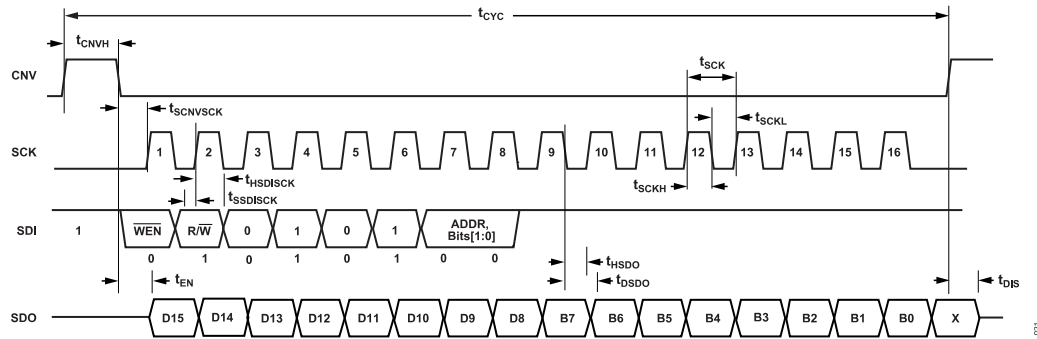 tCYC
tCNVH
CNV
tSCK
tSCNVSCK
tSCKL
SCK
1 2 3 4 5 6 7 8 9 10 11 12 13 14 15 16
tHSDISCK
tSCKH
tSSDISCK
SDI 1 WEN R/W 0 1 0 1 ADDR,
Bits[1:0]
0 1 0 1 0 1 0 0
tHSDO
tEN
tDSDO
tDIS
SDO D15 D14 D13 D12 D11 D10 D9 D8 B7 B6 B5 B4 B3 B2 B1 B0 X